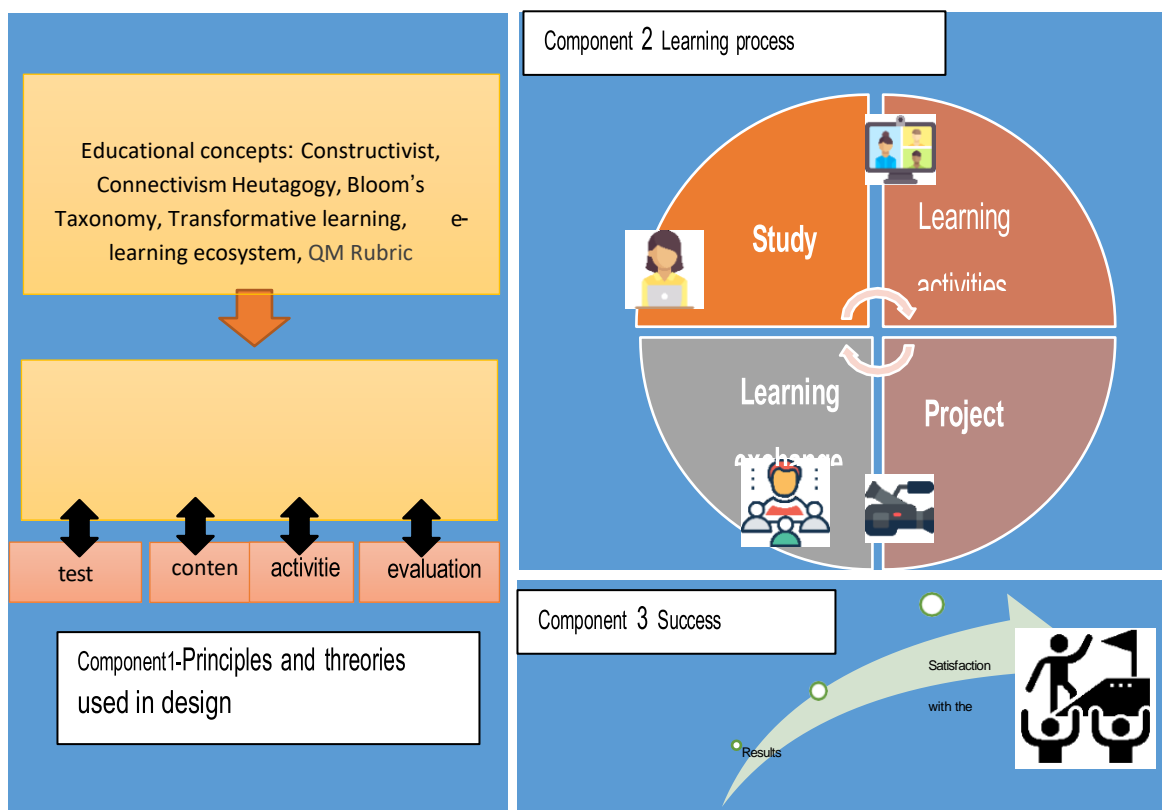 Educational concepts: Constructivist,
Connectivism Heutagogy, Bloom's
Taxonomy, Transformative learning, e-
learning ecosystem, QM Rubric
test
conten
activitie
evaluation
Component1-Principles and threories
used in design
Component 2 Learning process
Study
Learning
activities
Learning
exchange
Project
Component 3 Success
Satisfaction
with the
Results